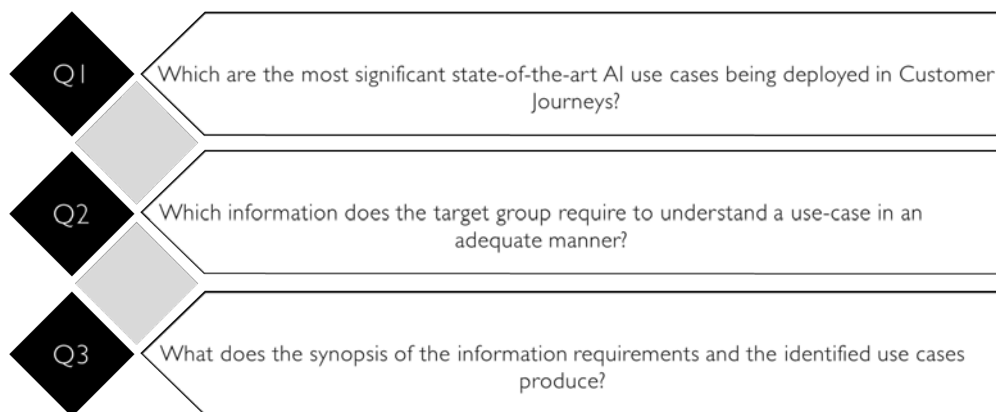 Q1
Which are the most significant state-of-the-art AI use cases being deployed in Customer
Journeys?
Q2
Which information does the target group require to understand a use-case in an
adequate manner?
Q3
What does the synopsis of the information requirements and the identified use cases
produce?